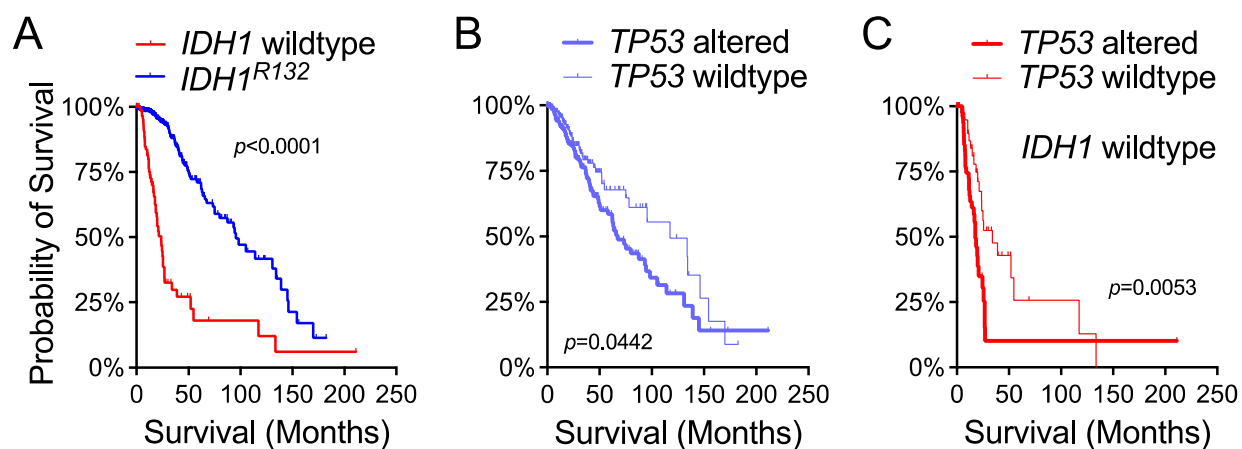 A
IDH1 wildtype
IDH1^R132
Probability of Survival
100%
75%
50%
25%
0%
p<0.0001
0 50 100 150 200 250
Survival (Months)
B
TP53 altered
TP53 wildtype
100%
75%
50%
25%
0%
p=0.0442
0 50 100 150 200 250
Survival (Months)
C
TP53 altered
TP53 wildtype
100%
75%
50%
25%
0%
IDH1 wildtype
p=0.0053
0 50 100 150 200 250
Survival (Months)